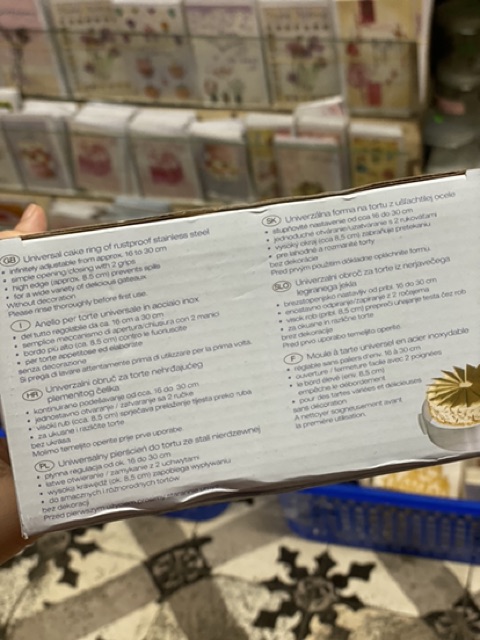 GB Universal cake ring of rustproof stainless steel
• infinitely adjustable from approx. 16 to 30 cm
• simple opening/closing with 2 grips
• high edge (approx. 8,5 cm) prevents spills
• for a wide variety of delicious gateaux
Without decoration
Please rinse thoroughly before first use.
I Anello per torte universale in acciaio inox
• del tutto regolabile da ca. 16 cm a 30 cm
• semplice meccanismo di apertura/chiusura con 2 manici
• bordo più alto (ca. 8,5 cm) contro le fuoriuscite
• per torte appetitose ed elaborate
senza decorazione
Si prega di lavare attentamente prima di utilizzare per la prima volta.
HR Univerzalni obruč za torte nehrđajućeg
plemenitog čelika
• kontinuirano podešavanje od cca. 16 do 30 cm
• jednostavno otvaranje / zatvaranje sa 2 ručke
• visoki rub (cca. 8,5 cm) sprječava prelaženje tijesta preko ruba
• za ukusne i različite torte
bez ukrasa
Molimo temeljito operite prije prve uporabe.
PL Uniwersalny pierścień do tortu ze stali nierdzewnej
• płynna regulacja od ok. 16 do 30 cm
• łatwe otwieranie / zamykanie z 2 uchwytami
• wysoka krawędź (ok. 8,5 cm) zapobiega wypływaniu
• do smacznych i różnorodnych tortów
bez dekoracji
Przed pierwszym
SK Univerzálna forma na tortu z ušľachtilej ocele
• stupňovité nastavenie od cca 16 do 30 cm
• jednoduché otváranie/uzatváranie s 2 rukoväťami
• vysoký okraj (cca 8,5 cm) zabraňuje pretekaniu
• pre lahodné a rozmanité torty
bez dekorácie
Pred prvým použitím dôkladne opláchnite formu.
SLO Univerzalni obroč za torte iz nerjavečega
legiranega jekla
• brezstopenjsko nastavljiv od prib. 16 do 30 cm
• enostavno odpiranje/zapiranje z 2 ročajema
• visok rob (prib. 8,5 cm) prepreči uhajanje testa čez rob
• za okusne in različne torte
brez dekoracije
Pred prvo uporabo temeljito operite.
F Moule à tarte universel en acier inoxydable
• réglable sans paliers d'env. 16 à 30 cm
• ouverture / fermeture facile avec 2 poignées
• le bord élevé (env. 8,5 cm)
empêche le débordement
• pour des tartes variées et délicieuses
sans décoration
A nettoyer soigneusement avant
la première utilisation.